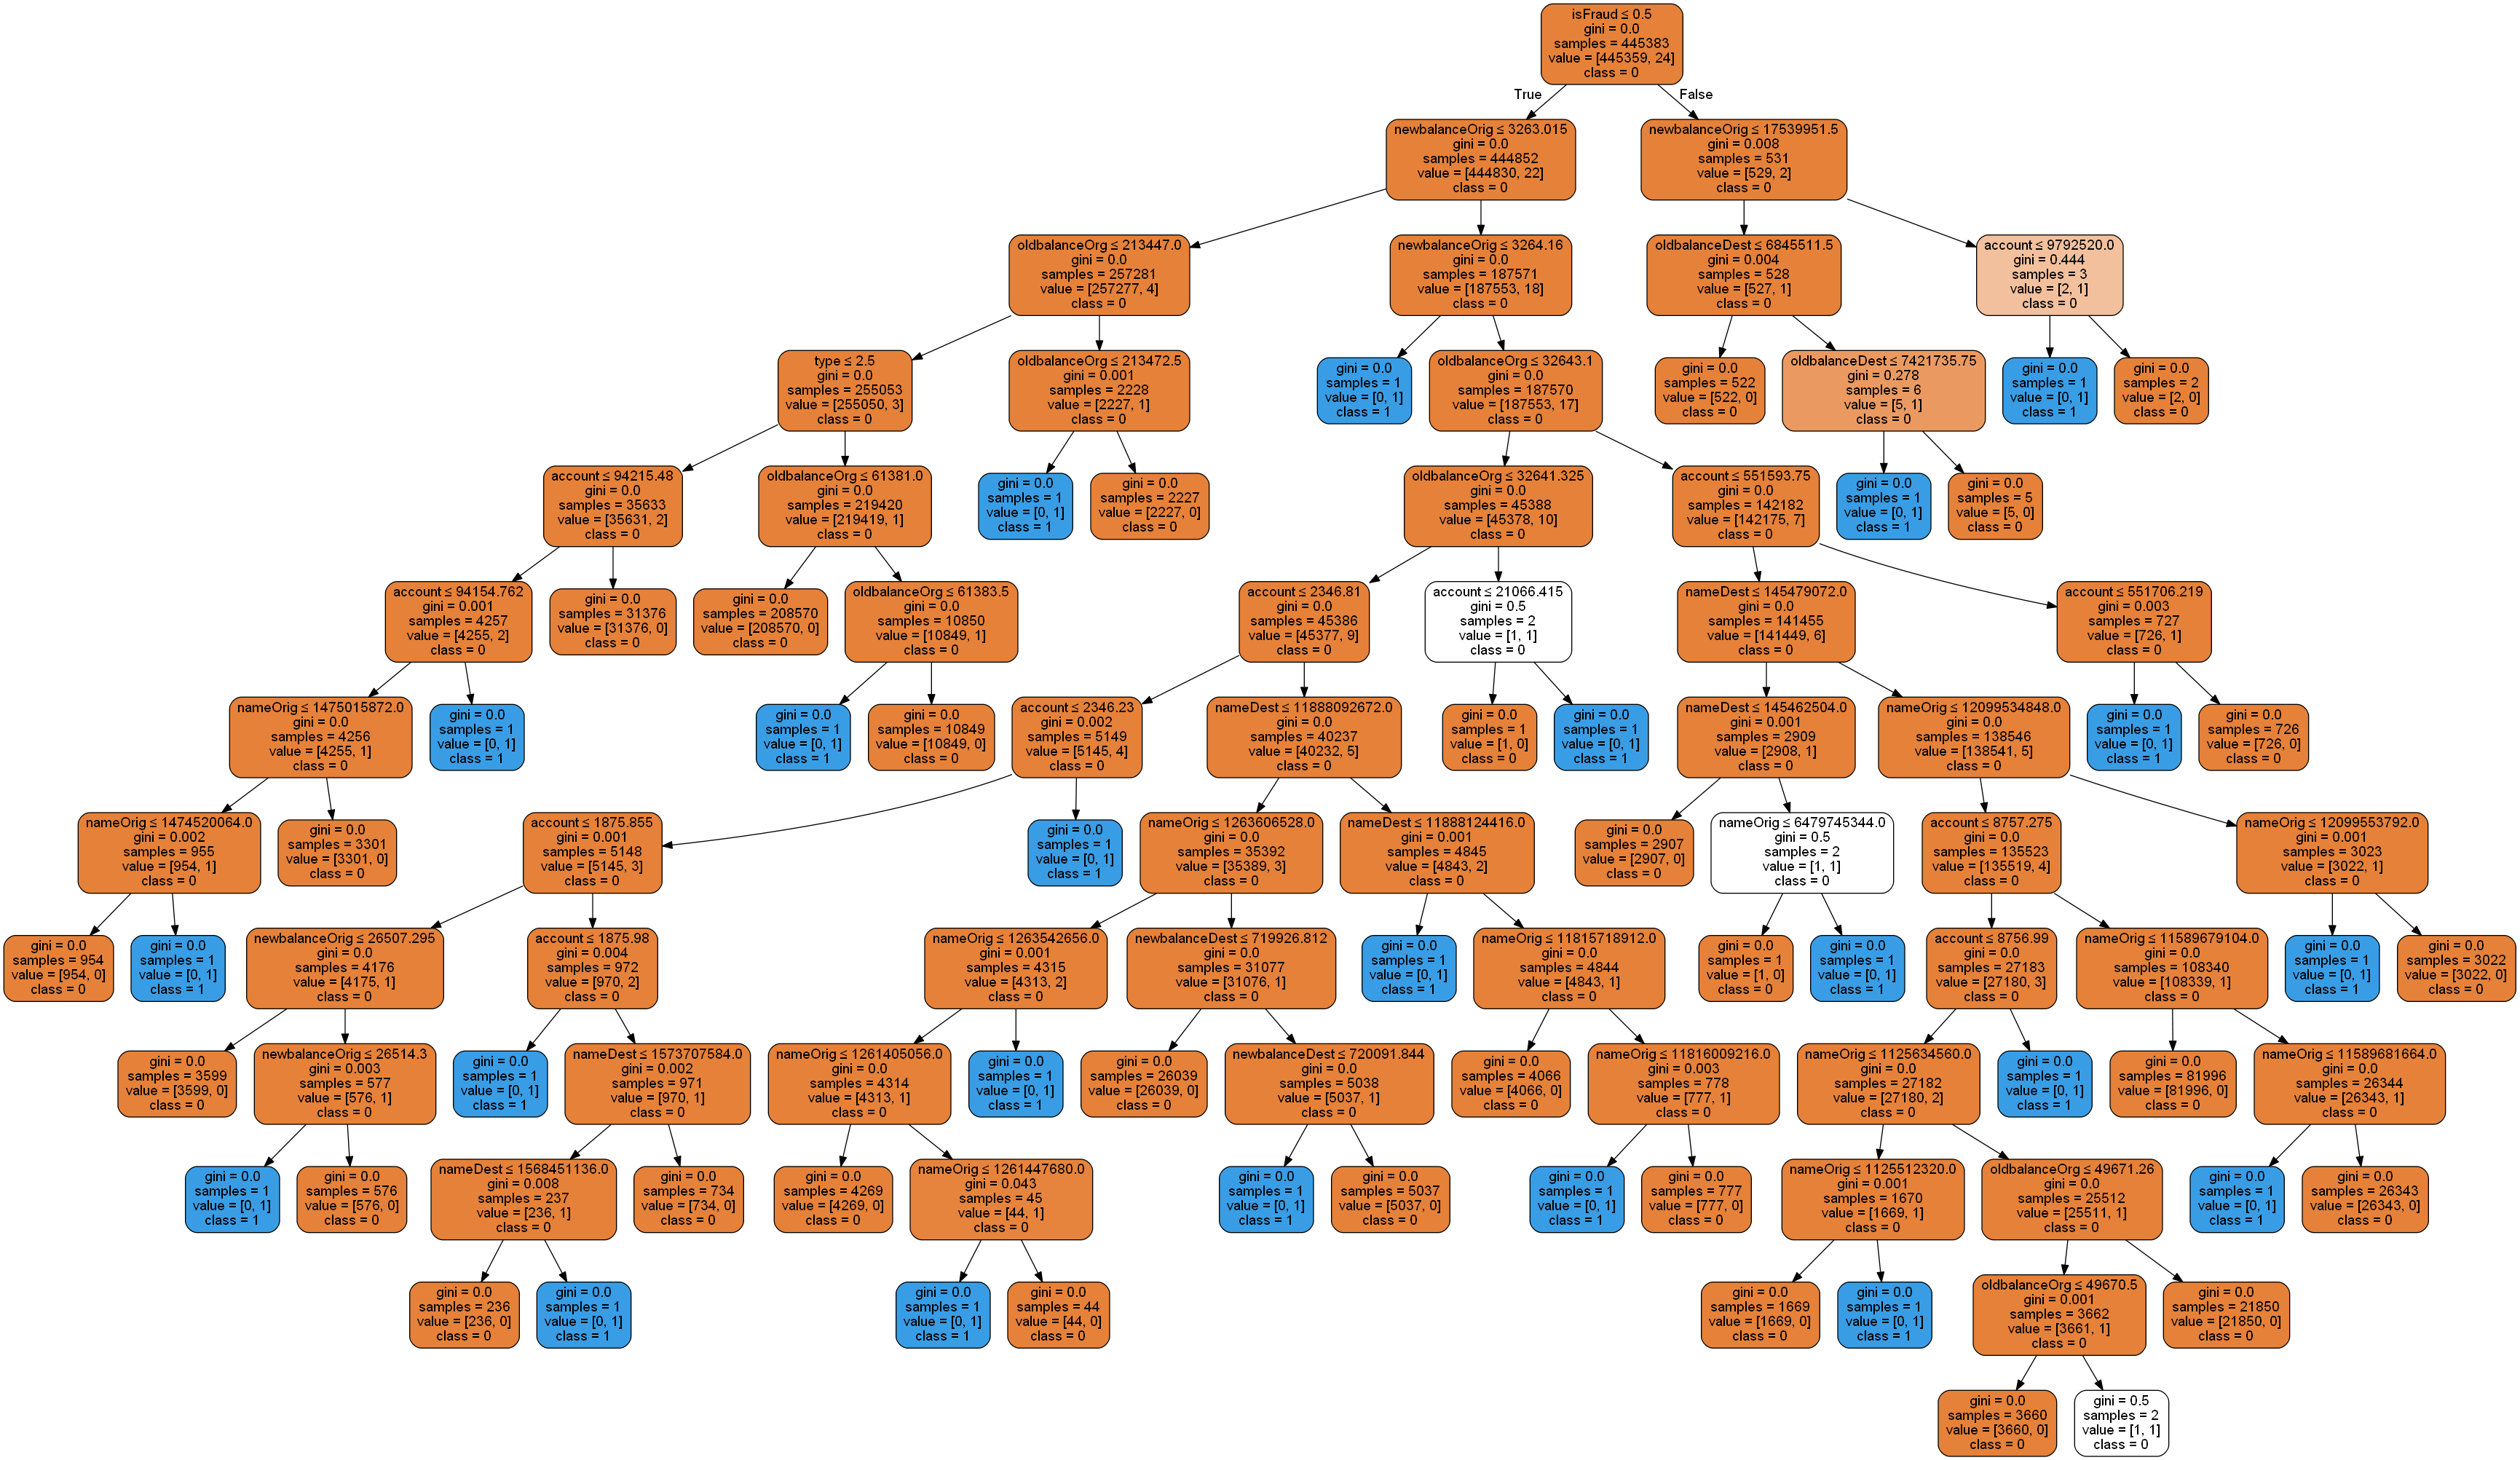 isFraud ≤ 0.5
gini = 0.0
samples = 445383
value = [445359, 24]
class = 0
True
False
newbalanceOrig ≤ 3263.015
gini = 0.0
samples = 444852
value = [444830, 22]
class = 0
newbalanceOrig ≤ 17539951.5
gini = 0.008
samples = 531
value = [529, 2]
class = 0
oldbalanceOrg ≤ 213447.0
gini = 0.0
samples = 257281
value = [257277, 4]
class = 0
newbalanceOrig ≤ 3264.16
gini = 0.0
samples = 187571
value = [187553, 18]
class = 0
oldbalanceDest ≤ 6845511.5
gini = 0.004
samples = 528
value = [527, 1]
class = 0
account ≤ 9792520.0
gini = 0.444
samples = 3
value = [2, 1]
class = 0
type ≤ 2.5
gini = 0.0
samples = 255053
value = [255050, 3]
class = 0
oldbalanceOrg ≤ 213472.5
gini = 0.001
samples = 2228
value = [2227, 1]
class = 0
gini = 0.0
samples = 1
value = [0, 1]
class = 1
oldbalanceOrg ≤ 32643.1
gini = 0.0
samples = 187570
value = [187553, 17]
class = 0
gini = 0.0
samples = 522
value = [522, 0]
class = 0
oldbalanceDest ≤ 7421735.75
gini = 0.278
samples = 6
value = [5, 1]
class = 0
gini = 0.0
samples = 1
value = [0, 1]
class = 1
gini = 0.0
samples = 2
value = [2, 0]
class = 0
account ≤ 94215.48
gini = 0.0
samples = 35633
value = [35631, 2]
class = 0
oldbalanceOrg ≤ 61381.0
gini = 0.0
samples = 219420
value = [219419, 1]
class = 0
gini = 0.0
samples = 1
value = [0, 1]
class = 1
gini = 0.0
samples = 2227
value = [2227, 0]
class = 0
oldbalanceOrg ≤ 32641.325
gini = 0.0
samples = 45388
value = [45378, 10]
class = 0
account ≤ 551593.75
gini = 0.0
samples = 142182
value = [142175, 7]
class = 0
gini = 0.0
samples = 1
value = [0, 1]
class = 1
gini = 0.0
samples = 5
value = [5, 0]
class = 0
account ≤ 94154.762
gini = 0.001
samples = 4257
value = [4255, 2]
class = 0
gini = 0.0
samples = 31376
value = [31376, 0]
class = 0
gini = 0.0
samples = 208570
value = [208570, 0]
class = 0
oldbalanceOrg ≤ 61383.5
gini = 0.0
samples = 10850
value = [10849, 1]
class = 0
account ≤ 2346.81
gini = 0.0
samples = 45386
value = [45377, 9]
class = 0
account ≤ 21066.415
gini = 0.5
samples = 2
value = [1, 1]
class = 0
nameDest ≤ 145479072.0
gini = 0.0
samples = 141455
value = [141449, 6]
class = 0
account ≤ 551706.219
gini = 0.003
samples = 727
value = [726, 1]
class = 0
nameOrig ≤ 1475015872.0
gini = 0.0
samples = 4256
value = [4255, 1]
class = 0
gini = 0.0
samples = 1
value = [0, 1]
class = 1
gini = 0.0
samples = 1
value = [0, 1]
class = 1
gini = 0.0
samples = 10849
value = [10849, 0]
class = 0
account ≤ 2346.23
gini = 0.002
samples = 5149
value = [5145, 4]
class = 0
nameDest ≤ 11888092672.0
gini = 0.0
samples = 40237
value = [40232, 5]
class = 0
gini = 0.0
samples = 1
value = [1, 0]
class = 0
gini = 0.0
samples = 1
value = [0, 1]
class = 1
nameDest ≤ 145462504.0
gini = 0.001
samples = 2909
value = [2908, 1]
class = 0
nameOrig ≤ 12099534848.0
gini = 0.0
samples = 138546
value = [138541, 5]
class = 0
gini = 0.0
samples = 1
value = [0, 1]
class = 1
gini = 0.0
samples = 726
value = [726, 0]
class = 0
nameOrig ≤ 1474520064.0
gini = 0.002
samples = 955
value = [954, 1]
class = 0
gini = 0.0
samples = 3301
value = [3301, 0]
class = 0
account ≤ 1875.855
gini = 0.001
samples = 5148
value = [5145, 3]
class = 0
gini = 0.0
samples = 1
value = [0, 1]
class = 1
nameOrig ≤ 1263606528.0
gini = 0.0
samples = 35392
value = [35389, 3]
class = 0
nameDest ≤ 11888124416.0
gini = 0.001
samples = 4845
value = [4843, 2]
class = 0
gini = 0.0
samples = 2907
value = [2907, 0]
class = 0
nameOrig ≤ 6479745344.0
gini = 0.5
samples = 2
value = [1, 1]
class = 0
account ≤ 8757.275
gini = 0.0
samples = 135523
value = [135519, 4]
class = 0
nameOrig ≤ 12099553792.0
gini = 0.001
samples = 3023
value = [3022, 1]
class = 0
gini = 0.0
samples = 954
value = [954, 0]
class = 0
gini = 0.0
samples = 1
value = [0, 1]
class = 1
newbalanceOrig ≤ 26507.295
gini = 0.0
samples = 4176
value = [4175, 1]
class = 0
account ≤ 1875.98
gini = 0.004
samples = 972
value = [970, 2]
class = 0
nameOrig ≤ 1263542656.0
gini = 0.001
samples = 4315
value = [4313, 2]
class = 0
newbalanceDest ≤ 719926.812
gini = 0.0
samples = 31077
value = [31076, 1]
class = 0
gini = 0.0
samples = 1
value = [0, 1]
class = 1
nameOrig ≤ 11815718912.0
gini = 0.0
samples = 4844
value = [4843, 1]
class = 0
gini = 0.0
samples = 1
value = [1, 0]
class = 0
gini = 0.0
samples = 1
value = [0, 1]
class = 1
account ≤ 8756.99
gini = 0.0
samples = 27183
value = [27180, 3]
class = 0
nameOrig ≤ 11589679104.0
gini = 0.0
samples = 108340
value = [108339, 1]
class = 0
gini = 0.0
samples = 1
value = [0, 1]
class = 1
gini = 0.0
samples = 3022
value = [3022, 0]
class = 0
gini = 0.0
samples = 3599
value = [3599, 0]
class = 0
newbalanceOrig ≤ 26514.3
gini = 0.003
samples = 577
value = [576, 1]
class = 0
gini = 0.0
samples = 1
value = [0, 1]
class = 1
nameDest ≤ 1573707584.0
gini = 0.002
samples = 971
value = [970, 1]
class = 0
nameOrig ≤ 1261405056.0
gini = 0.0
samples = 4314
value = [4313, 1]
class = 0
gini = 0.0
samples = 1
value = [0, 1]
class = 1
gini = 0.0
samples = 26039
value = [26039, 0]
class = 0
newbalanceDest ≤ 720091.844
gini = 0.0
samples = 5038
value = [5037, 1]
class = 0
gini = 0.0
samples = 4066
value = [4066, 0]
class = 0
nameOrig ≤ 11816009216.0
gini = 0.003
samples = 778
value = [777, 1]
class = 0
nameOrig ≤ 1125634560.0
gini = 0.0
samples = 27182
value = [27180, 2]
class = 0
gini = 0.0
samples = 1
value = [0, 1]
class = 1
gini = 0.0
samples = 81996
value = [81996, 0]
class = 0
nameOrig ≤ 11589681664.0
gini = 0.0
samples = 26344
value = [26343, 1]
class = 0
gini = 0.0
samples = 1
value = [0, 1]
class = 1
gini = 0.0
samples = 576
value = [576, 0]
class = 0
nameDest ≤ 1568451136.0
gini = 0.008
samples = 237
value = [236, 1]
class = 0
gini = 0.0
samples = 734
value = [734, 0]
class = 0
gini = 0.0
samples = 4269
value = [4269, 0]
class = 0
nameOrig ≤ 1261447680.0
gini = 0.043
samples = 45
value = [44, 1]
class = 0
gini = 0.0
samples = 1
value = [0, 1]
class = 1
gini = 0.0
samples = 5037
value = [5037, 0]
class = 0
gini = 0.0
samples = 1
value = [0, 1]
class = 1
gini = 0.0
samples = 777
value = [777, 0]
class = 0
nameOrig ≤ 1125512320.0
gini = 0.001
samples = 1670
value = [1669, 1]
class = 0
oldbalanceOrg ≤ 49671.26
gini = 0.0
samples = 25512
value = [25511, 1]
class = 0
gini = 0.0
samples = 1
value = [0, 1]
class = 1
gini = 0.0
samples = 26343
value = [26343, 0]
class = 0
gini = 0.0
samples = 236
value = [236, 0]
class = 0
gini = 0.0
samples = 1
value = [0, 1]
class = 1
gini = 0.0
samples = 1
value = [0, 1]
class = 1
gini = 0.0
samples = 44
value = [44, 0]
class = 0
gini = 0.0
samples = 1669
value = [1669, 0]
class = 0
gini = 0.0
samples = 1
value = [0, 1]
class = 1
oldbalanceOrg ≤ 49670.5
gini = 0.001
samples = 3662
value = [3661, 1]
class = 0
gini = 0.0
samples = 21850
value = [21850, 0]
class = 0
gini = 0.0
samples = 3660
value = [3660, 0]
class = 0
gini = 0.5
samples = 2
value = [1, 1]
class = 0